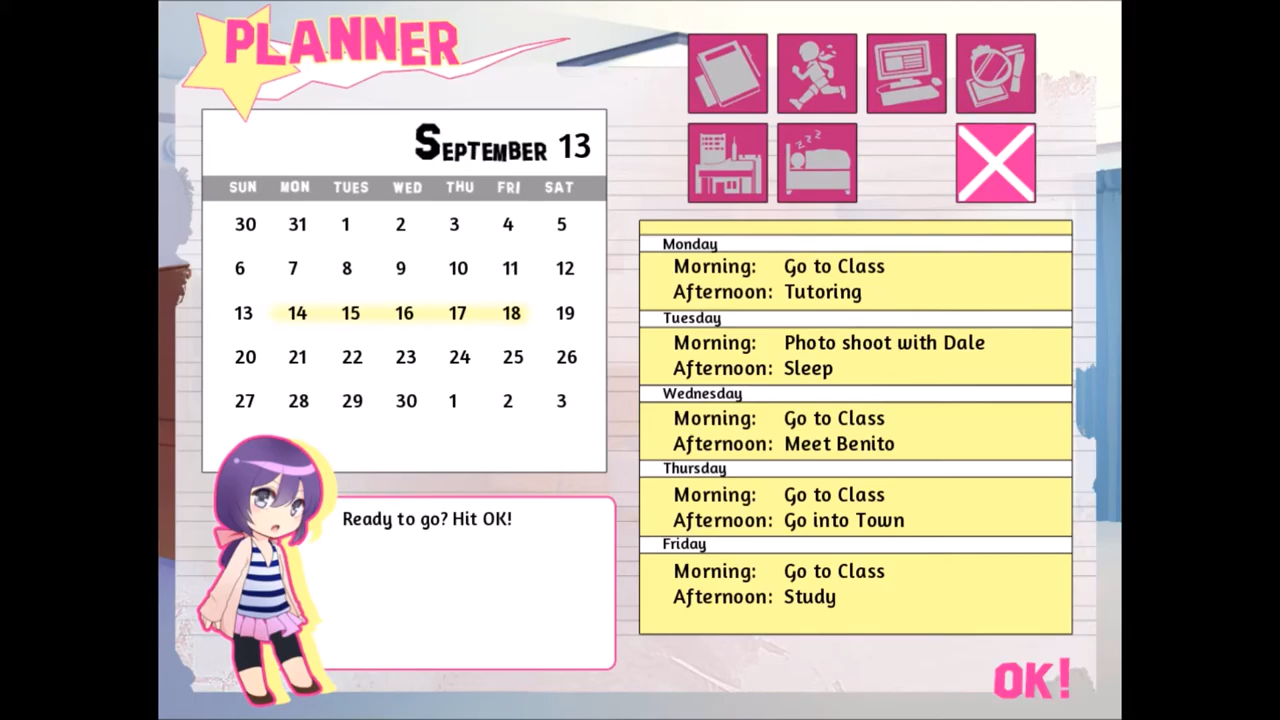 PLANNER
September 13
SUN MON TUES WED THU FRI SAT
30 31 1 2 3 4 5
6 7 8 9 10 11 12
13 14 15 16 17 18 19
20 21 22 23 24 25 26
27 28 29 30 1 2 3
Ready to go? Hit OK!
z z z
Monday
Morning: Go to Class
Afternoon: Tutoring
Tuesday
Morning: Photo shoot with Dale
Afternoon: Sleep
Wednesday
Morning: Go to Class
Afternoon: Meet Benito
Thursday
Morning: Go to Class
Afternoon: Go into Town
Friday
Morning: Go to Class
Afternoon: Study
OK!